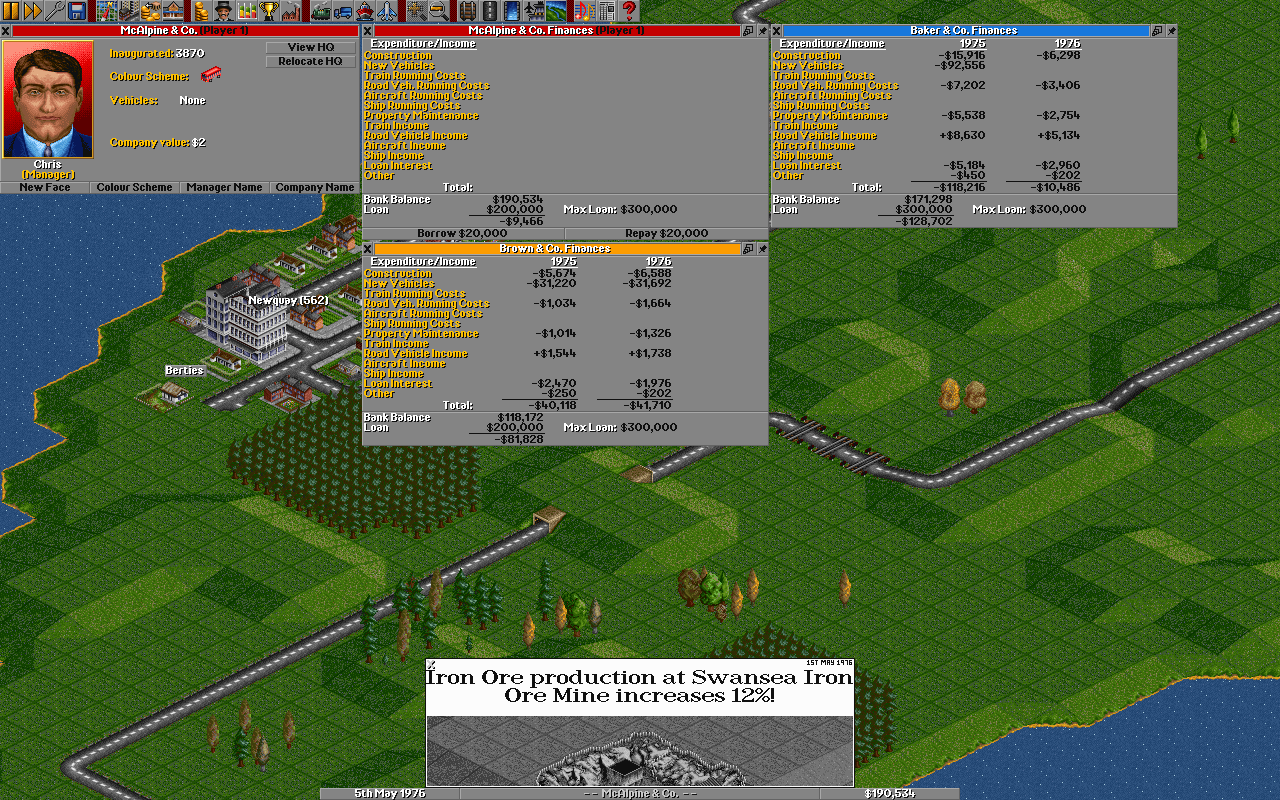 McAlpine & Co. (Player 1)
Inaugurated: 3870
View HQ
Relocate HQ
Colour Scheme:
Vehicles: None
Company value: $2
Chris
(Manager)
New Face Colour Scheme Manager Name Company Name
McAlpine & Co. Finances (Player 1)
Expenditure/Income
Construction
New Vehicles
Train Running Costs
Road Veh. Running Costs
Aircraft Running Costs
Ship Running Costs
Property Maintenance
Train Income
Road Vehicle Income
Aircraft Income
Ship Income
Loan Interest
Other
Total:
Bank Balance $190,534
Loan $200,000 Max Loan: $300,000
-$9,466
Borrow $20,000 Repay $20,000
Baker & Co. Finances
Expenditure/Income 1975 1976
Construction -$15,916 -$6,298
New Vehicles -$92,556
Train Running Costs
Road Veh. Running Costs -$7,202 -$3,406
Aircraft Running Costs
Ship Running Costs
Property Maintenance -$5,538 -$2,754
Train Income
Road Vehicle Income +$8,630 +$5,134
Aircraft Income
Ship Income
Loan Interest -$5,184 -$2,960
Other -$450 -$202
Total: -$118,216 -$10,486
Bank Balance $171,298
Loan $300,000 Max Loan: $300,000
-$128,702
Brown & Co. Finances
Expenditure/Income 1975 1976
Construction -$5,674 -$6,588
New Vehicles -$31,220 -$31,692
Train Running Costs
Road Veh. Running Costs -$1,034 -$1,664
Aircraft Running Costs
Ship Running Costs
Property Maintenance -$1,014 -$1,326
Train Income
Road Vehicle Income +$1,544 +$1,738
Aircraft Income
Ship Income
Loan Interest -$2,470 -$1,976
Other -$250 -$202
Total: -$40,118 -$41,710
Bank Balance $118,172
Loan $200,000 Max Loan: $300,000
-$81,828
Newquay (562)
Berties
1ST MAY 1976
Iron Ore production at Swansea Iron
Ore Mine increases 12%!
5th May 1976 -- McAlpine & Co. -- $190,534